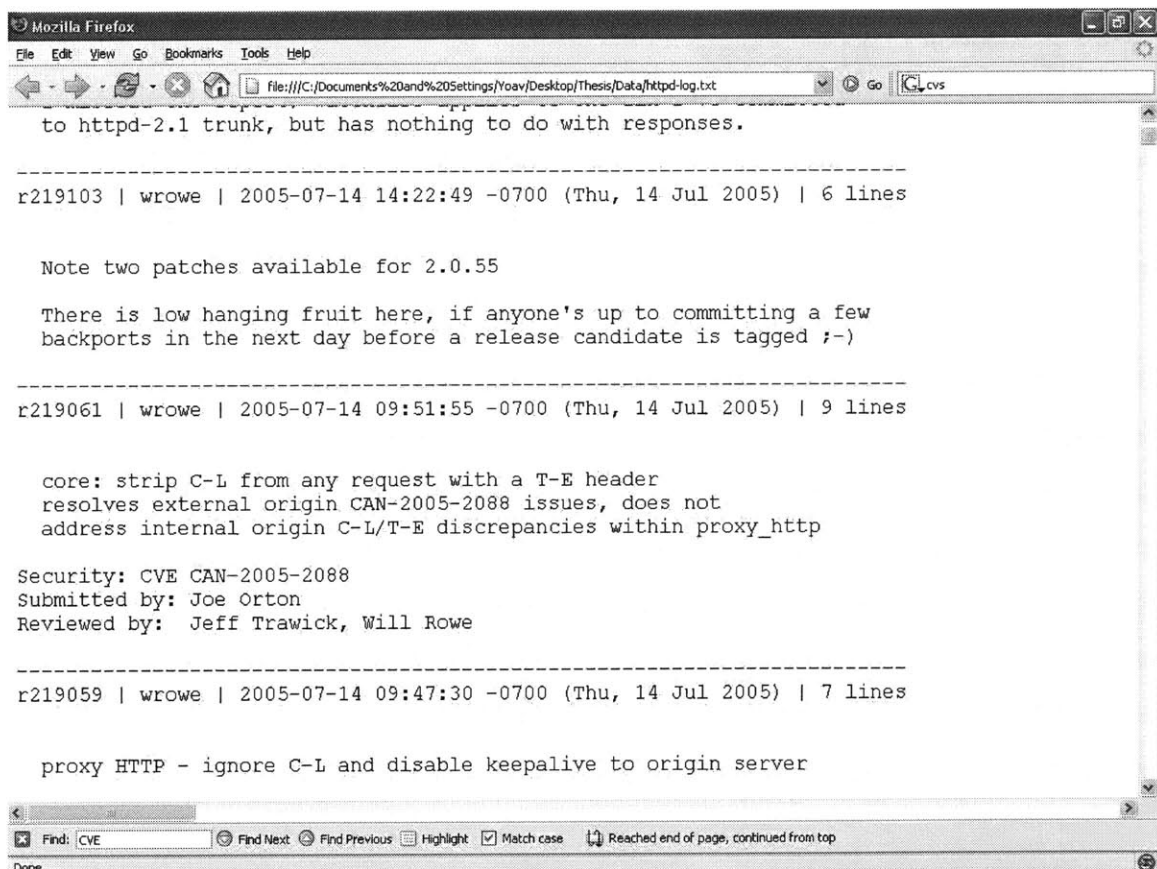 Mozilla Firefox
File Edit View Go Bookmarks Tools Help
file:///C:/Documents%20and%20Settings/Yoav/Desktop/Thesis/Data/httpd-log.txt Go cvs
to httpd-2.1 trunk, but has nothing to do with responses.
------------------------------------------------------------------------
r219103 | wrowe | 2005-07-14 14:22:49 -0700 (Thu, 14 Jul 2005) | 6 lines
Note two patches available for 2.0.55
There is low hanging fruit here, if anyone's up to committing a few
backports in the next day before a release candidate is tagged ;-)
------------------------------------------------------------------------
r219061 | wrowe | 2005-07-14 09:51:55 -0700 (Thu, 14 Jul 2005) | 9 lines
core: strip C-L from any request with a T-E header
resolves external origin CAN-2005-2088 issues, does not
address internal origin C-L/T-E discrepancies within proxy_http
Security: CVE CAN-2005-2088
Submitted by: Joe Orton
Reviewed by:  Jeff Trawick, Will Rowe
------------------------------------------------------------------------
r219059 | wrowe | 2005-07-14 09:47:30 -0700 (Thu, 14 Jul 2005) | 7 lines
proxy HTTP - ignore C-L and disable keepalive to origin server
Find: CVE Find Next Find Previous Highlight Match case Reached end of page, continued from top
Done